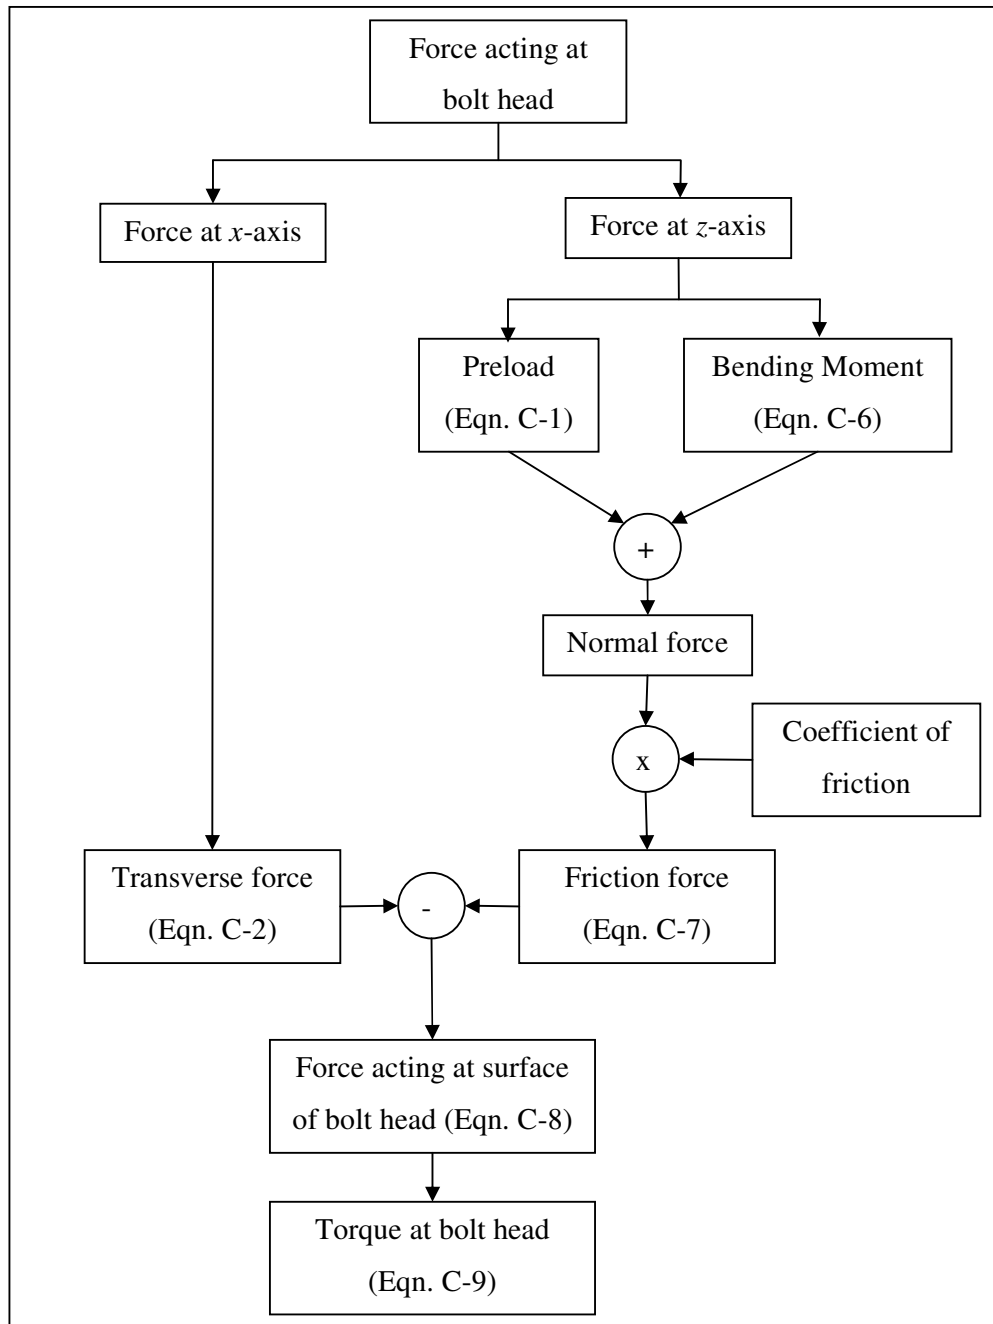 Force acting at
bolt head
Force at x-axis
Force at z-axis
Preload
(Eqn. C-1)
Bending Moment
(Eqn. C-6)
+
Normal force
x
Coefficient of
friction
Transverse force
(Eqn. C-2)
-
Friction force
(Eqn. C-7)
Force acting at surface
of bolt head (Eqn. C-8)
Torque at bolt head
(Eqn. C-9)